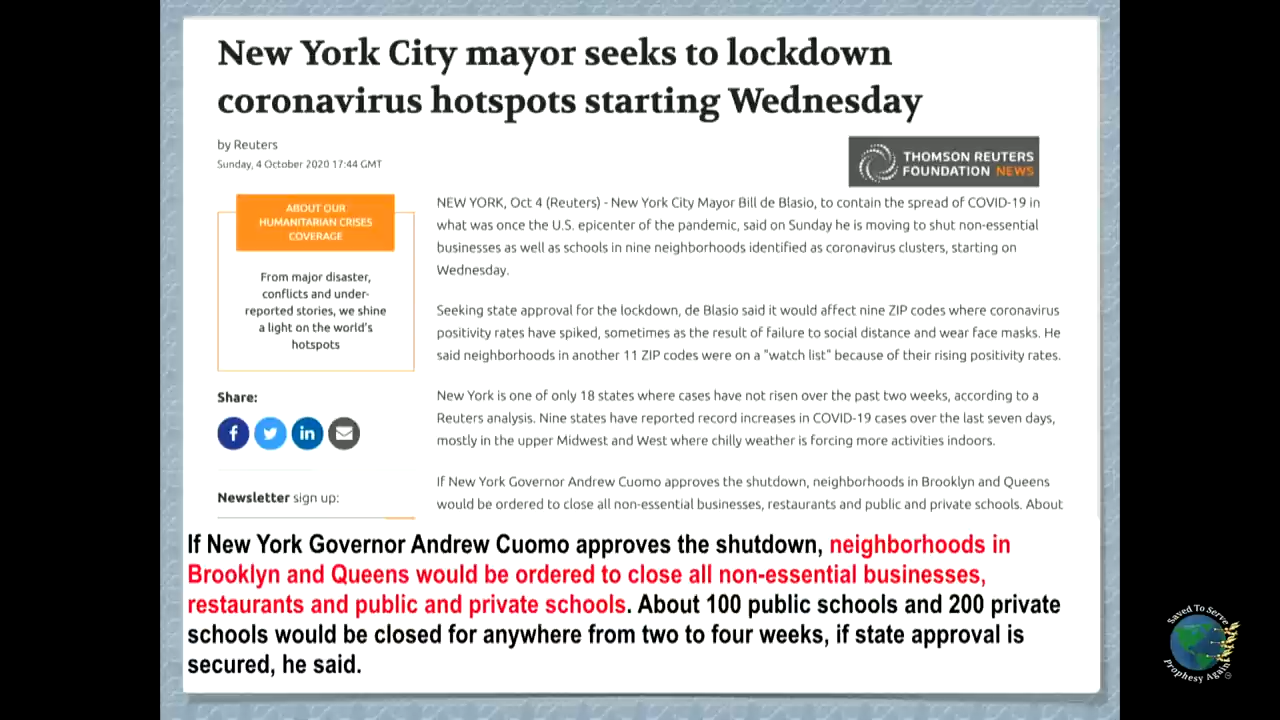 New York City mayor seeks to lockdown
coronavirus hotspots starting Wednesday
by Reuters
Sunday, 4 October 2020 17:44 GMT
THOMSON REUTERS
FOUNDATION NEWS
ABOUT OUR
HUMANITARIAN CRISES
COVERAGE
From major disaster,
conflicts and under-
reported stories, we shine
a light on the world's
hotspots
Share:
Newsletter sign up:
NEW YORK, Oct 4 (Reuters) - New York City Mayor Bill de Blasio, to contain the spread of COVID-19 in
what was once the U.S. epicenter of the pandemic, said on Sunday he is moving to shut non-essential
businesses as well as schools in nine neighborhoods identified as coronavirus clusters, starting on
Wednesday.
Seeking state approval for the lockdown, de Blasio said it would affect nine ZIP codes where coronavirus
positivity rates have spiked, sometimes as the result of failure to social distance and wear face masks. He
said neighborhoods in another 11 ZIP codes were on a "watch list" because of their rising positivity rates.
New York is one of only 18 states where cases have not risen over the past two weeks, according to a
Reuters analysis. Nine states have reported record increases in COVID-19 cases over the last seven days,
mostly in the upper Midwest and West where chilly weather is forcing more activities indoors.
If New York Governor Andrew Cuomo approves the shutdown, neighborhoods in Brooklyn and Queens
would be ordered to close all non-essential businesses, restaurants and public and private schools. About
If New York Governor Andrew Cuomo approves the shutdown, neighborhoods in
Brooklyn and Queens would be ordered to close all non-essential businesses,
restaurants and public and private schools. About 100 public schools and 200 private
schools would be closed for anywhere from two to four weeks, if state approval is
secured, he said.
Saved To Serve
Prophesy Again